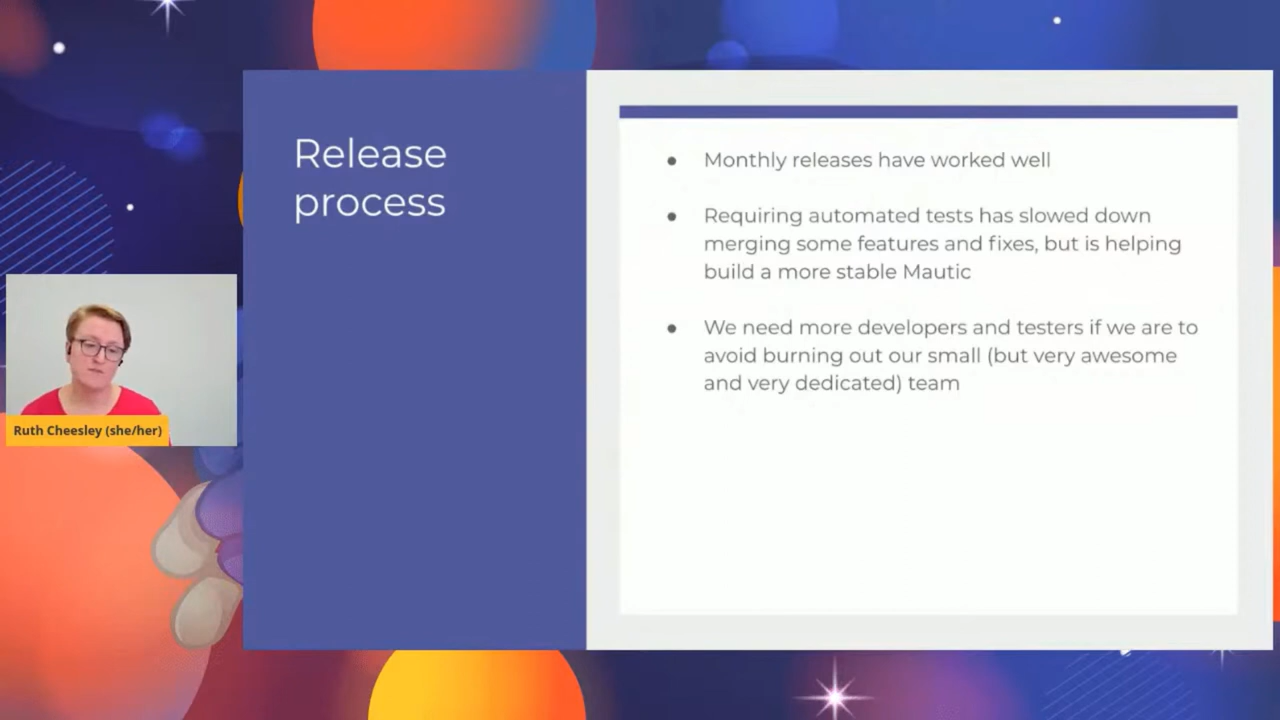 Release
process
● Monthly releases have worked well
● Requiring automated tests has slowed down
merging some features and fixes, but is helping
build a more stable Mautic
● We need more developers and testers if we are to
avoid burning out our small (but very awesome
and very dedicated) team
Ruth Cheesley (she/her)